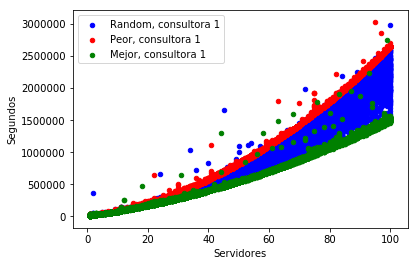 Random, consultora 1
Peor, consultora 1
Mejor, consultora 1
3000000
2500000
2000000
1500000
1000000
500000
0
Segundos
0 20 40 60 80 100
Servidores